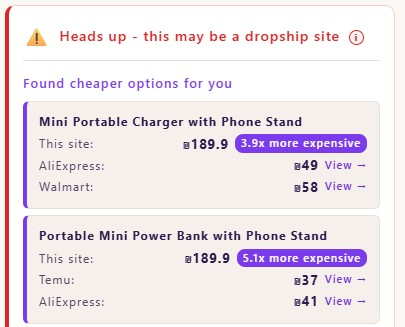 Heads up - this may be a dropship site
Found cheaper options for you
Mini Portable Charger with Phone Stand
This site: ₪189.9 3.9x more expensive
AliExpress: ₪49 View →
Walmart: ₪58 View →
Portable Mini Power Bank with Phone Stand
This site: ₪189.9 5.1x more expensive
Temu: ₪37 View →
AliExpress: ₪41 View →